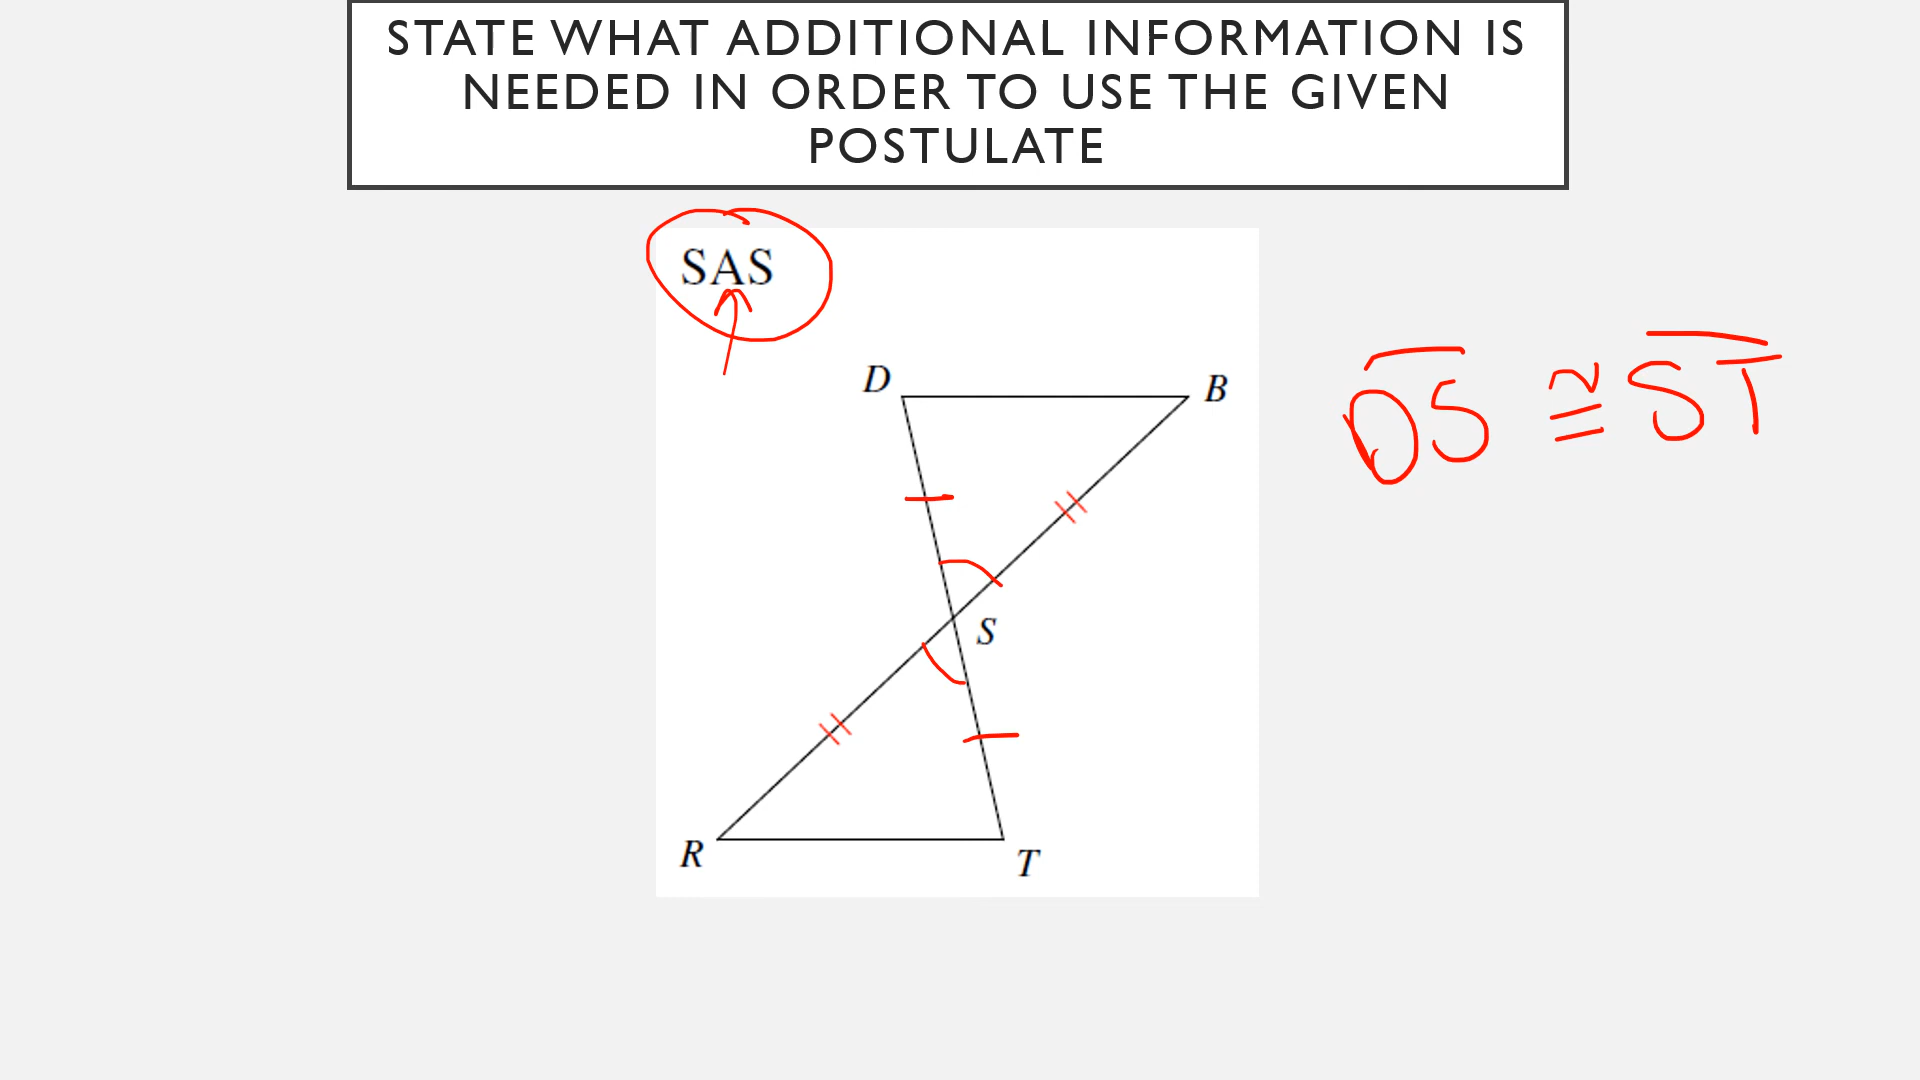 STATE WHAT ADDITIONAL INFORMATION IS
NEEDED IN ORDER TO USE THE GIVEN
POSTULATE
SAS
D
B
DS ≅ ST
S
R
T